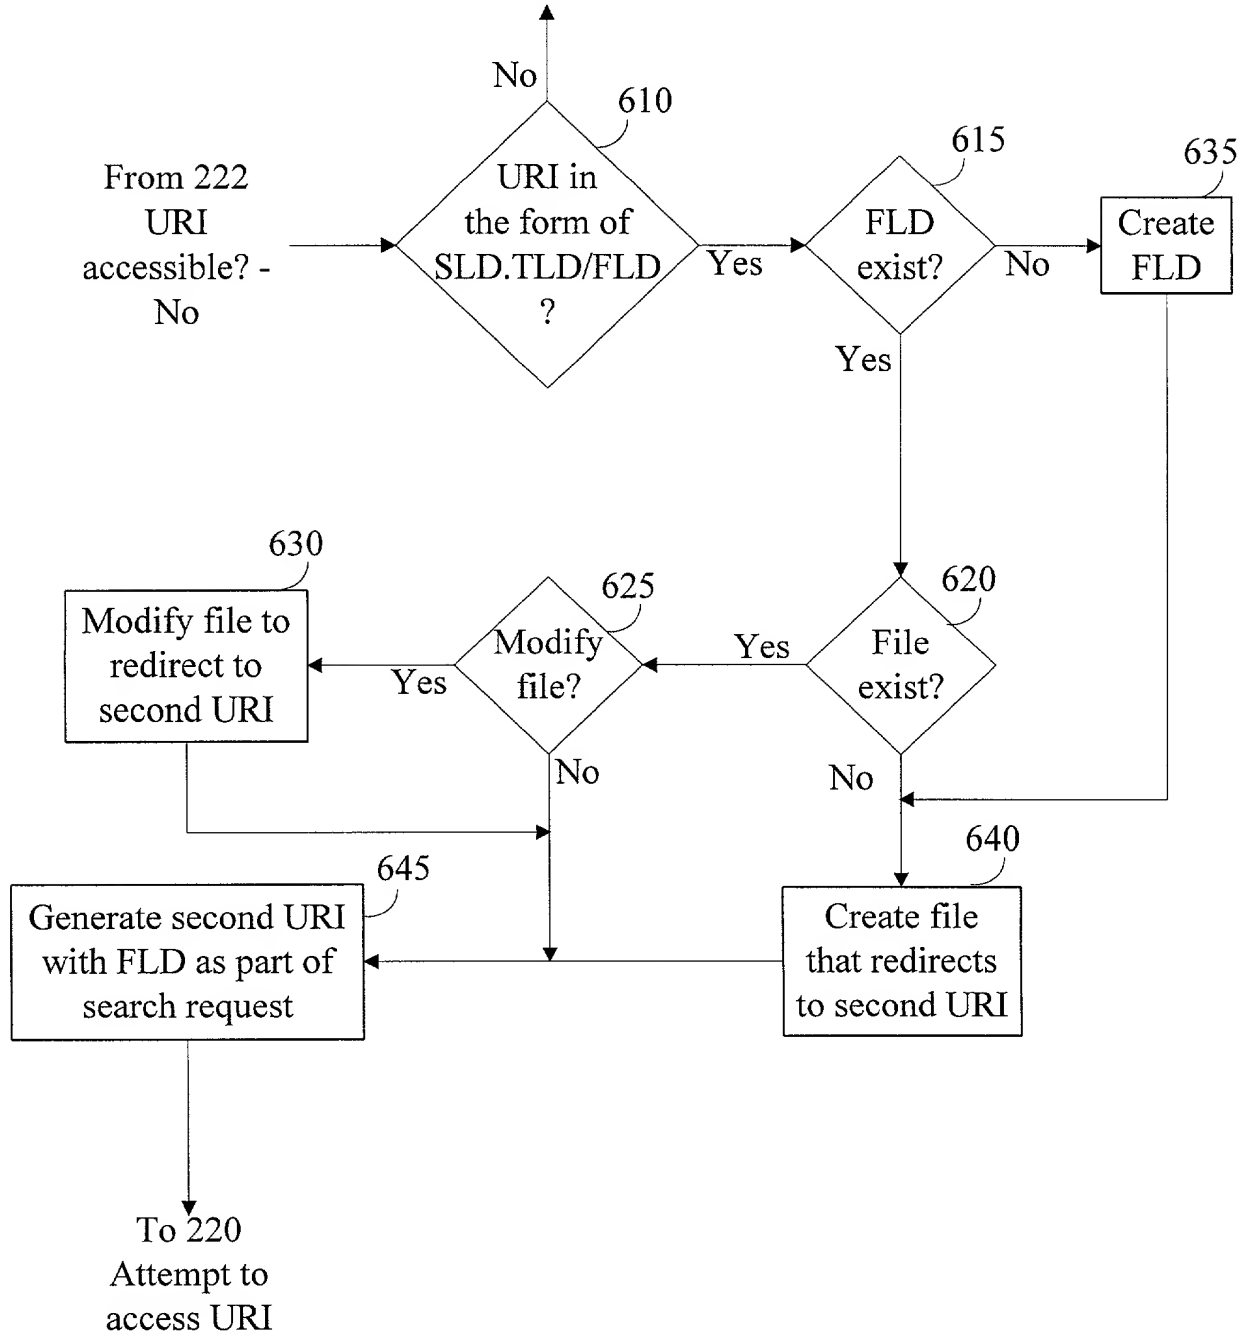 No
610
615
635
From 222
URI
accessible? -
No
URI in
the form of
SLD.TLD/FLD
?
Yes
FLD
exist?
No
Create
FLD
Yes
630
625
620
Modify file to
redirect to
second URI
Yes
Modify
file?
Yes
File
exist?
No
No
645
640
Generate second URI
with FLD as part of
search request
Create file
that redirects
to second URI
To 220
Attempt to
access URI